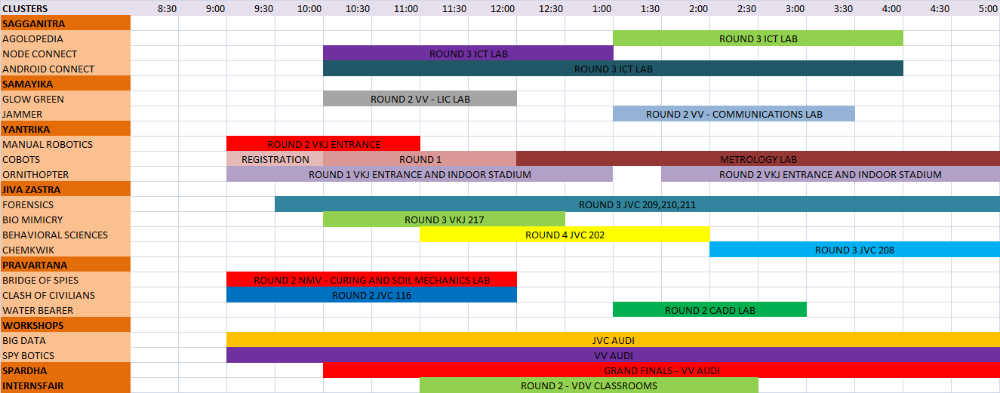 CLUSTERS 8:30 9:00 9:30 10:00 10:30 11:00 11:30 12:00 12:30 1:00 1:30 2:00 2:30 3:00 3:30 4:00 4:30 5:00
SAGGANITRA
AGOLOPEDIA ROUND 3 ICT LAB
NODE CONNECT ROUND 3 ICT LAB
ANDROID CONNECT ROUND 3 ICT LAB
SAMAYIKA
GLOW GREEN ROUND 2 VV - LIC LAB
JAMMER ROUND 2 VV - COMMUNICATIONS LAB
YANTRIKA
MANUAL ROBOTICS ROUND 2 VKJ ENTRANCE
COBOTS REGISTRATION ROUND 1 METROLOGY LAB
ORNITHOPTER ROUND 1 VKJ ENTRANCE AND INDOOR STADIUM ROUND 2 VKJ ENTRANCE AND INDOOR STADIUM
JIVA ZASTRA
FORENSICS ROUND 3 JVC 209,210,211
BIO MIMICRY ROUND 3 VKJ 217
BEHAVIORAL SCIENCES ROUND 4 JVC 202
CHEMKWIK ROUND 3 JVC 208
PRAVARTANA
BRIDGE OF SPIES ROUND 2 NMV - CURING AND SOIL MECHANICS LAB
CLASH OF CIVILIANS ROUND 2 JVC 116
WATER BEARER ROUND 2 CADD LAB
WORKSHOPS
BIG DATA JVC AUDI
SPY BOTICS VV AUDI
SPARDHA GRAND FINALS - VV AUDI
INTERNSFAIR ROUND 2 - VDV CLASSROOMS